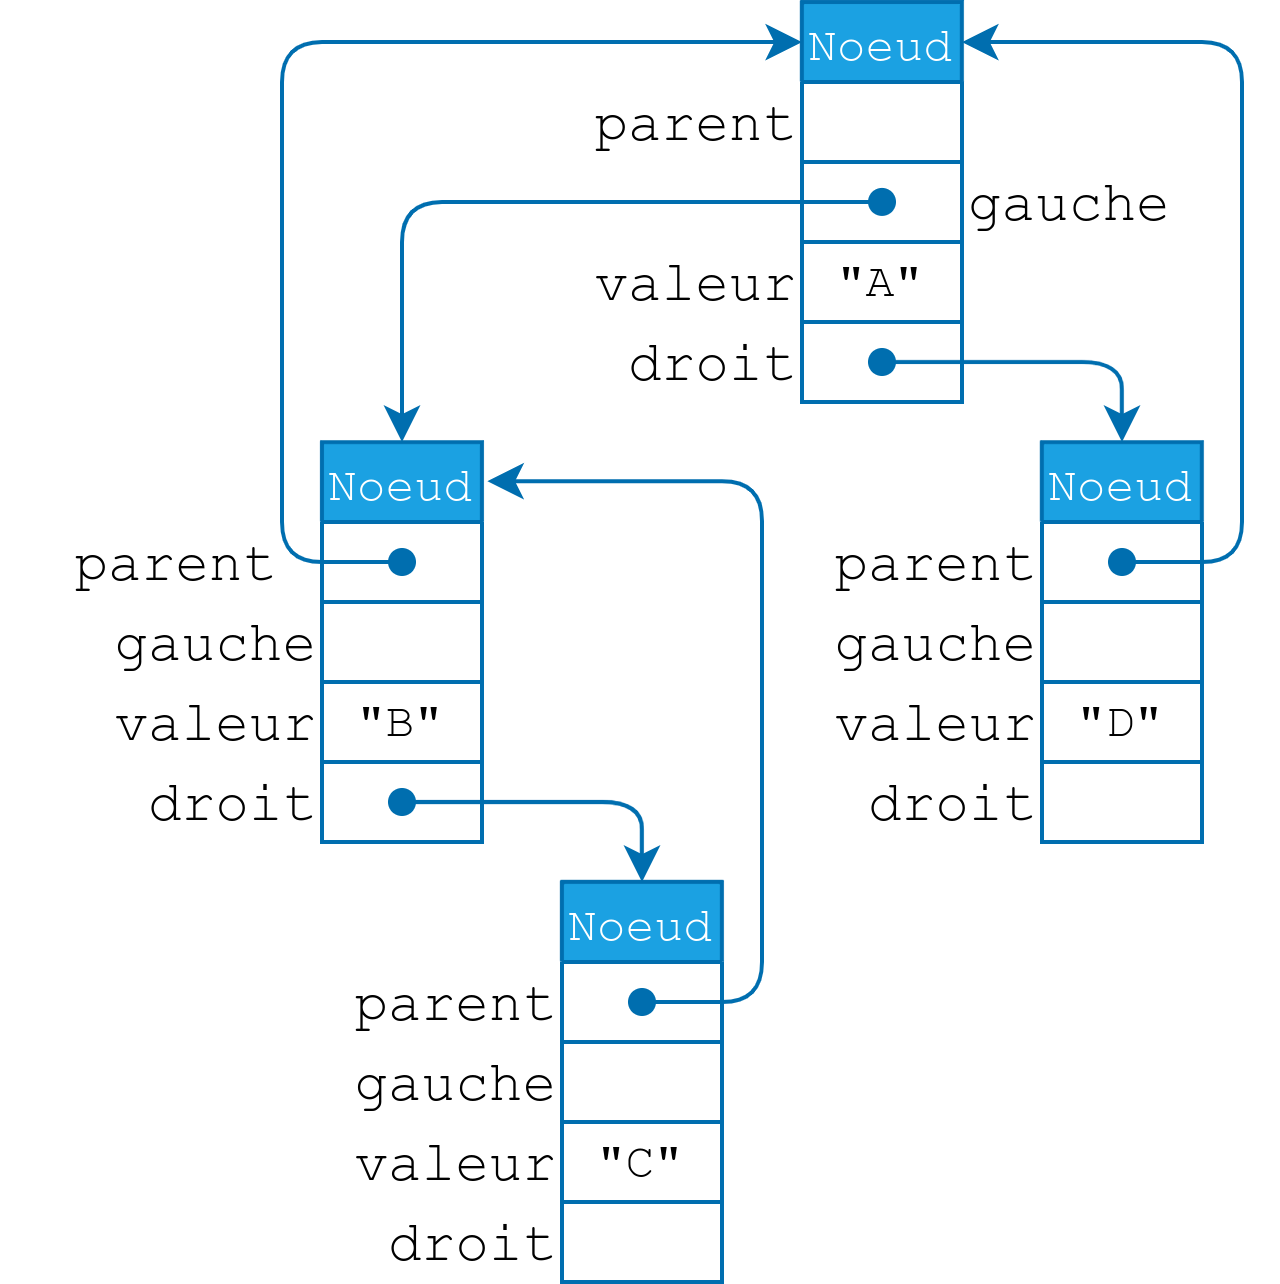 Noeud
parent
gauche
valeur "A"
droit
Noeud
parent
gauche
valeur "B"
droit
Noeud
parent
gauche
valeur "D"
droit
Noeud
parent
gauche
valeur "C"
droit